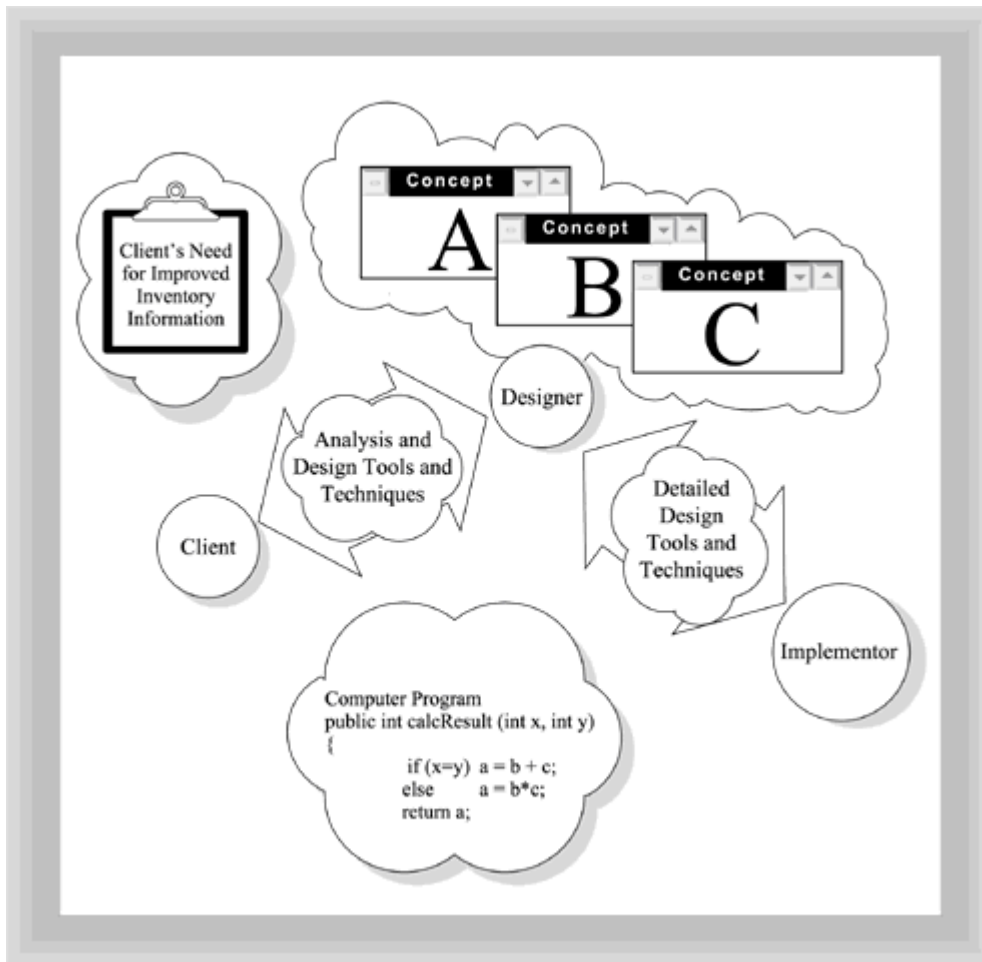 Client's Need
for Improved
Inventory
Information
Concept
A
Concept
B
Concept
C
Designer
Analysis and
Design Tools and
Techniques
Client
Detailed
Design
Tools and
Techniques
Implementor
Computer Program
public int calcResult (int x, int y)
{
if (x=y) a = b + c;
else a = b*c;
return a;